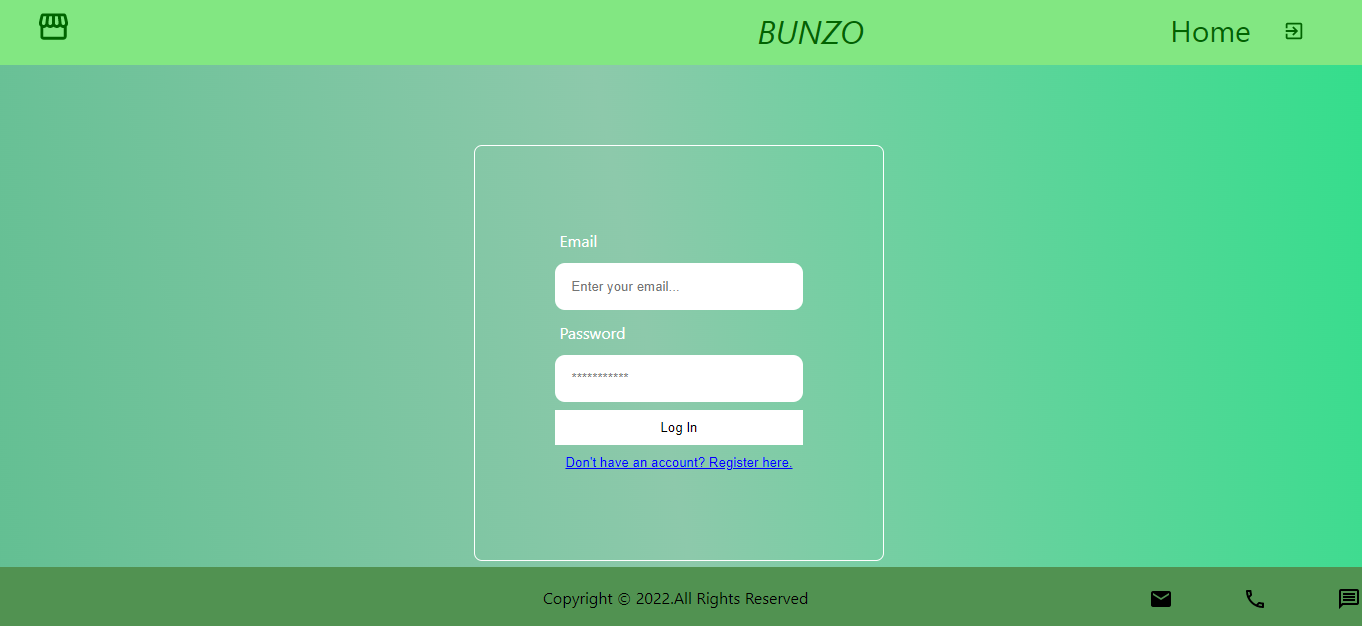 BUNZO
Home
Email
Enter your email...
Password
***********
Log In
Don't have an account? Register here.
Copyright © 2022.All Rights Reserved